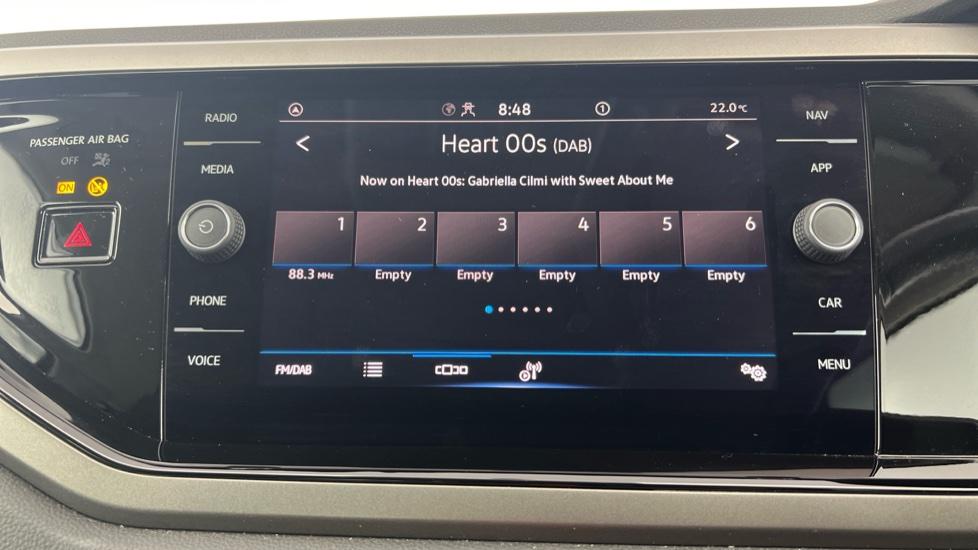 PASSENGER AIR BAG
OFF
ON
RADIO
MEDIA
PHONE
VOICE
8:48
1
22.0°C
Heart 00s (DAB)
Now on Heart 00s: Gabriella Cilmi with Sweet About Me
1 2 3 4 5 6
88.3 MHz Empty Empty Empty Empty Empty
FM/DAB
NAV
APP
CAR
MENU